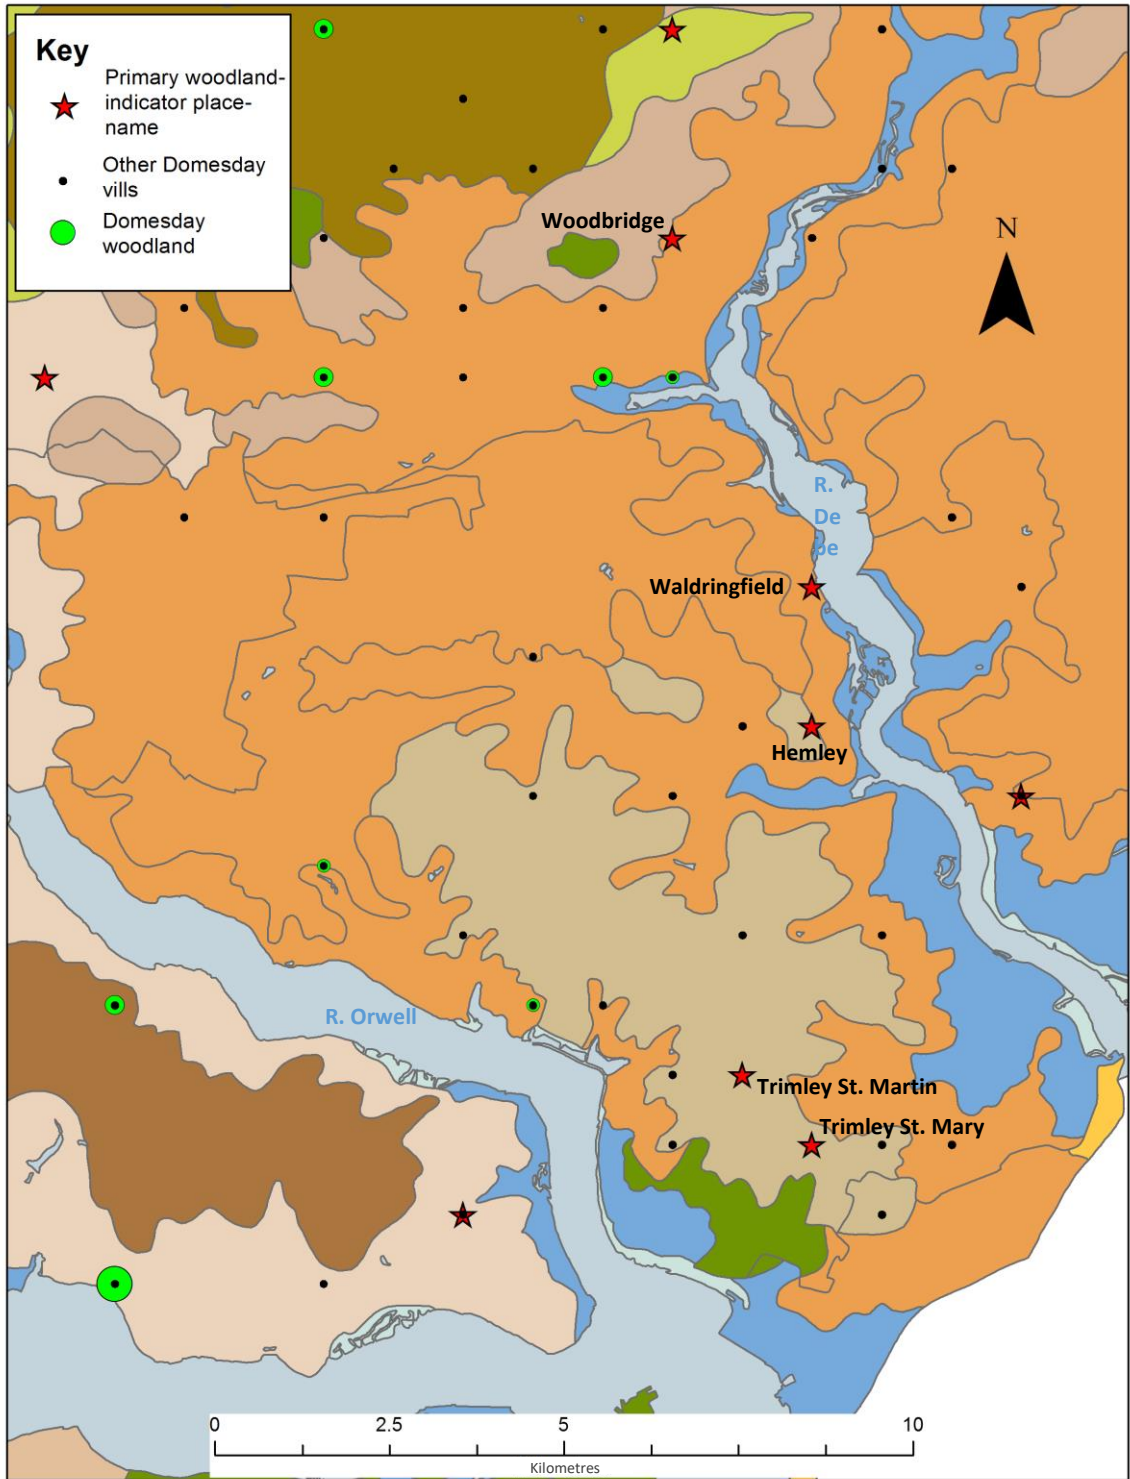 Key
Primary woodland-
indicator place-
name
Other Domesday
vills
Domesday
woodland
Woodbridge
N
R.
De
be
Waldringfield
Hemley
R. Orwell
Trimley St. Martin
Trimley St. Mary
0 2.5 5 10
Kilometres